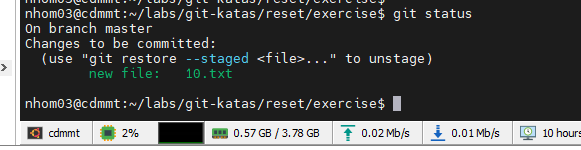 nhom03@cdmmt:~/labs/git-katas/reset/exercise$ git status
On branch master
Changes to be committed:
  (use "git restore --staged <file>..." to unstage)
        new file:   10.txt

nhom03@cdmmt:~/labs/git-katas/reset/exercise$
cdmmt 2% 0.57 GB / 3.78 GB 0.02 Mb/s 0.01 Mb/s 10 hours